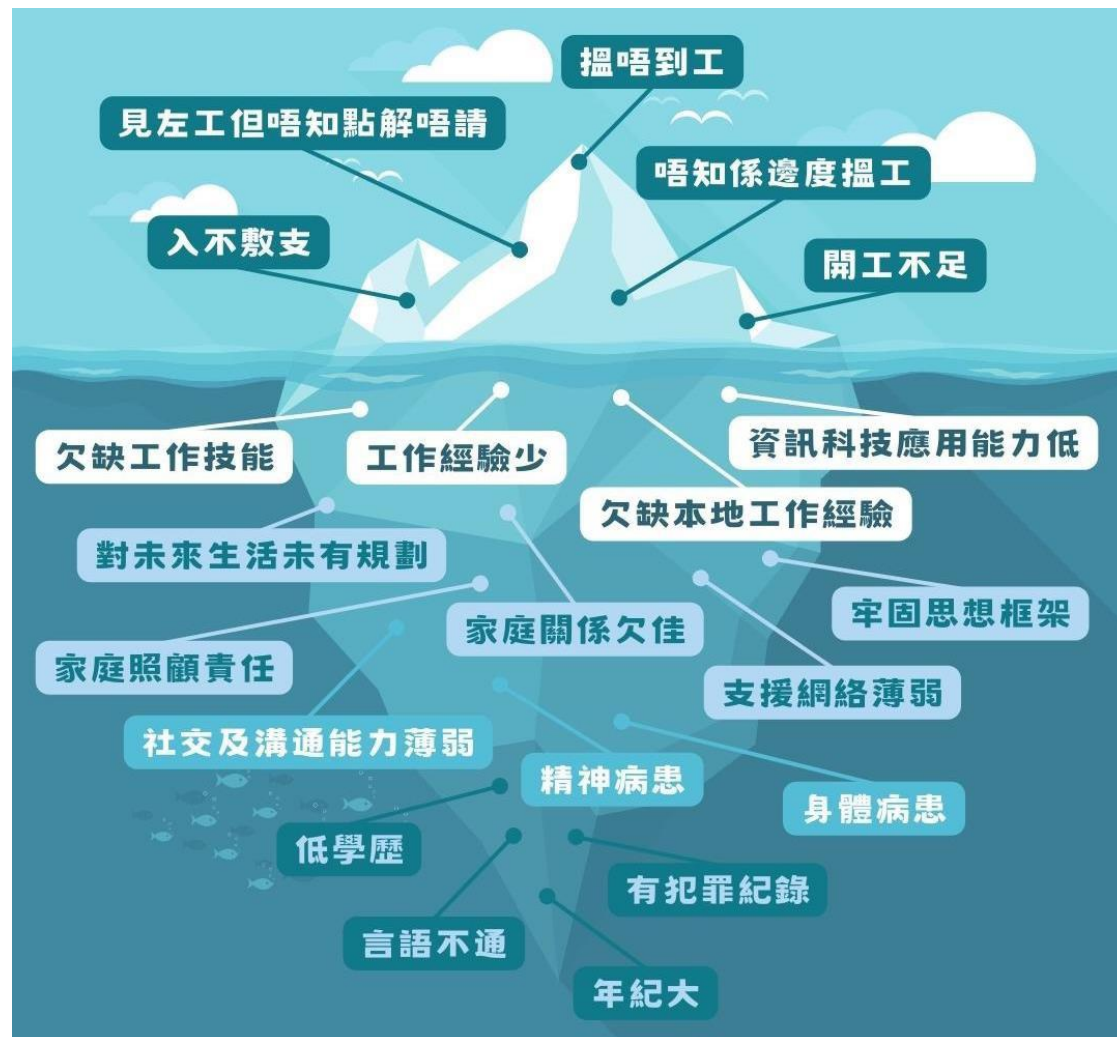 搵唔到工
見左工但唔知點解唔請
唔知係邊度搵工
入不敷支
開工不足
欠缺工作技能
工作經驗少
資訊科技應用能力低
欠缺本地工作經驗
對未來生活未有規劃
家庭關係欠佳
牢固思想框架
家庭照顧責任
支援網絡薄弱
社交及溝通能力薄弱
精神病患
身體病患
低學歷
有犯罪紀錄
言語不通
年紀大